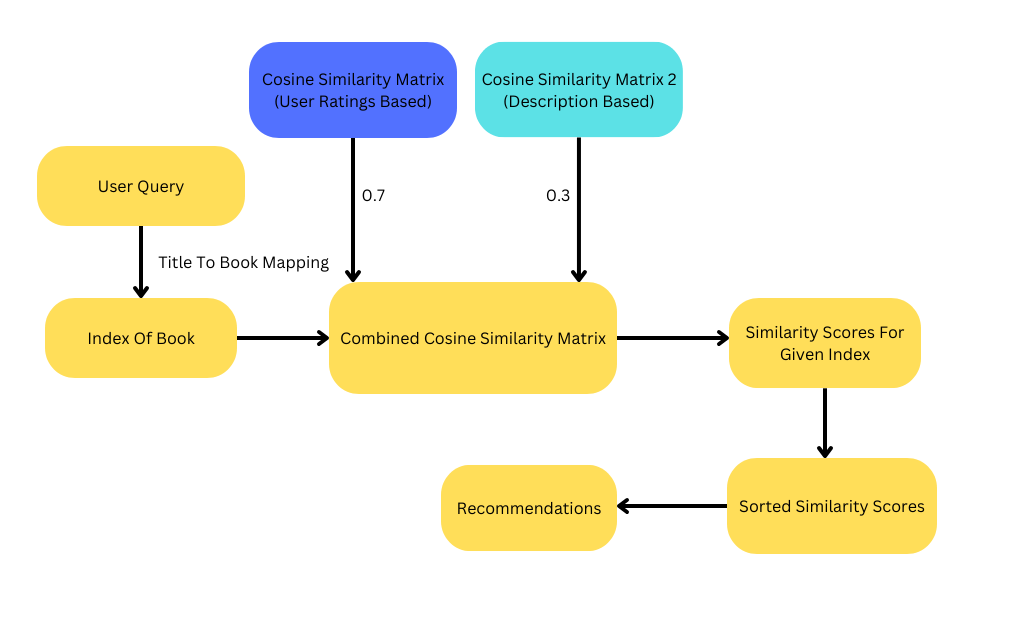 Cosine Similarity Matrix
(User Ratings Based)
Cosine Similarity Matrix 2
(Description Based)
User Query
0.7
0.3
Title To Book Mapping
Index Of Book
Combined Cosine Similarity Matrix
Similarity Scores For
Given Index
Recommendations
Sorted Similarity Scores